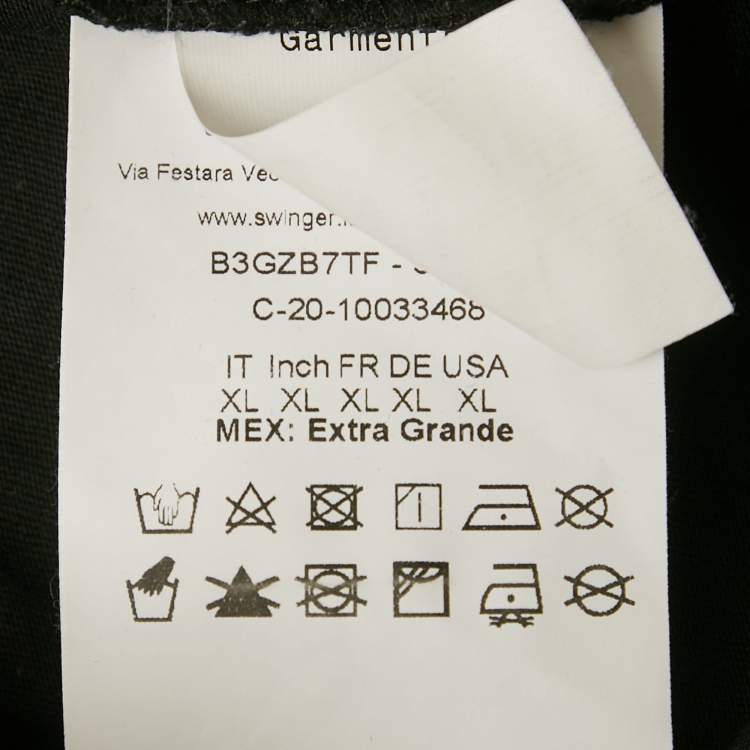 Via Festara
www.swinger.
B3GZB7TF -
C-20-10033468
IT Inch FR DE USA
XL XL XL XL XL
MEX: Extra Grande